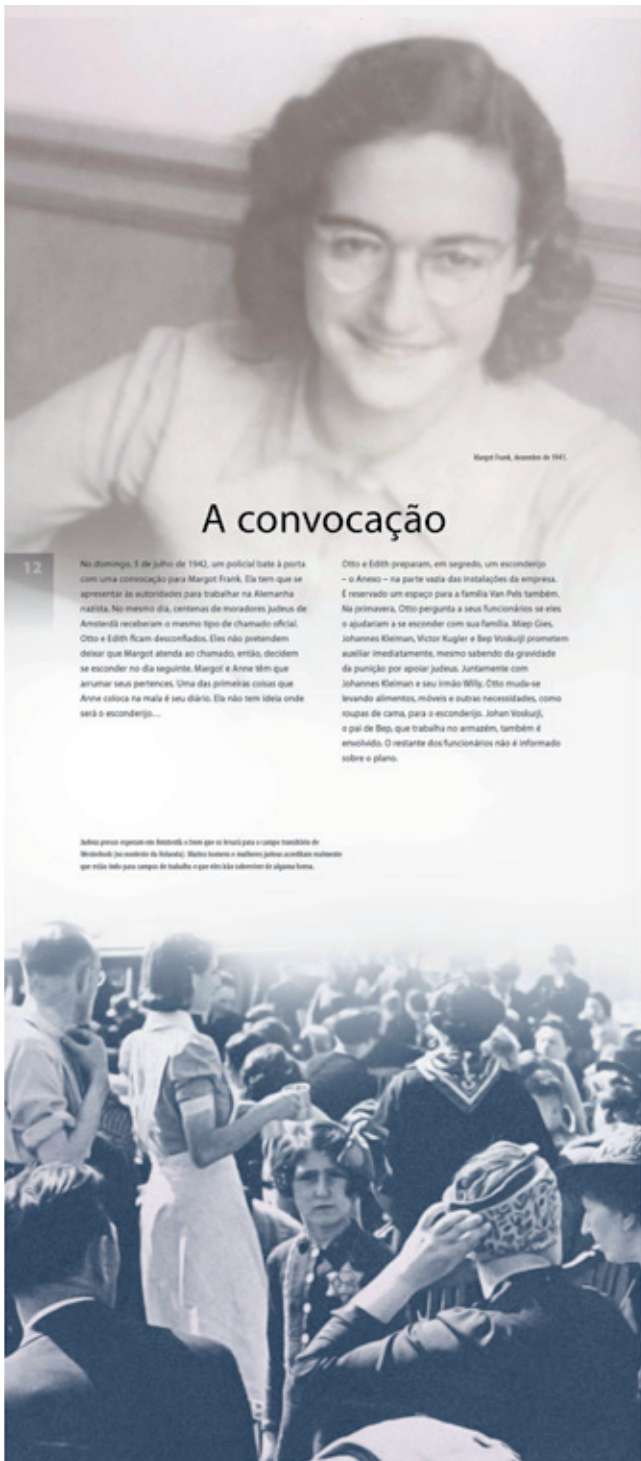 Margot Frank, dezembro de 1941.
A convocação
12
No domingo, 5 de julho de 1942, um policial bate à porta
com uma convocação para Margot Frank. Ela tem que se
apresentar às autoridades para trabalhar na Alemanha
nazista. No mesmo dia, centenas de moradores judeus de
Amsterdã receberam o mesmo tipo de chamado oficial.
Otto e Edith ficam desconfiados. Eles não pretendem
deixar que Margot atenda ao chamado, então, decidem
se esconder no dia seguinte. Margot e Anne têm que
arrumar seus pertences. Uma das primeiras coisas que
Anne coloca na mala é seu diário. Ela não tem ideia onde
será o esconderijo...
Otto e Edith preparam, em segredo, um esconderijo
– o Anexo – na parte vazia das instalações da empresa.
É reservado um espaço para a família Van Pels também.
Na primavera, Otto pergunta a seus funcionários se eles
o ajudariam a se esconder com sua família. Miep Gies,
Johannes Kleiman, Victor Kugler e Bep Voskuijl prometem
auxiliar imediatamente, mesmo sabendo da gravidade
da punição por apoiar judeus. Juntamente com
Johannes Kleiman e seu irmão Willy, Otto muda-se
levando alimentos, móveis e outras necessidades, como
roupas de cama, para o esconderijo. Johan Voskuijl,
o pai de Bep, que trabalha no armazém, também é
envolvido. O restante dos funcionários não é informado
sobre o plano.
Judeus presos esperam em Amsterdã o trem que os levará para o campo transitório de
Westerbork (no nordeste da Holanda). Muitos homens e mulheres judeus acreditam realmente
que estão indo para campos de trabalho e que eles irão sobreviver de alguma forma.